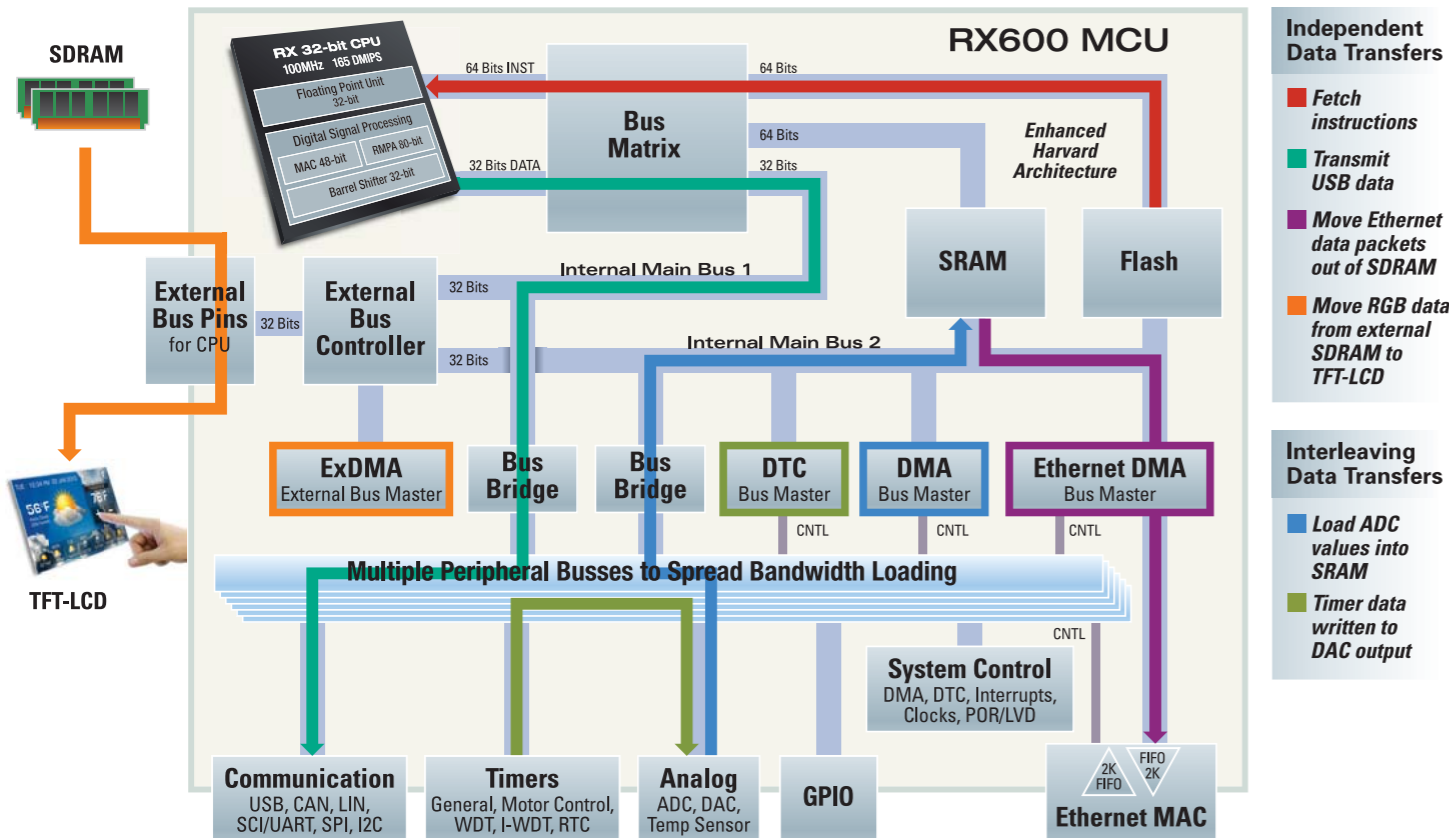 SDRAM
RX 32-bit CPU
100MHz 165 DMIPS
Floating Point Unit
32-bit
Digital Signal Processing
MAC 48-bit
RMPA 80-bit
Barrel Shifter 32-bit
RX600 MCU
64 Bits INST
32 Bits DATA
Bus
Matrix
64 Bits
64 Bits
32 Bits
Enhanced
Harvard
Architecture
SRAM
Flash
Internal Main Bus 1
32 Bits
External
Bus Pins
for CPU
32 Bits
External
Bus
Controller
Internal Main Bus 2
32 Bits
ExDMA
External Bus Master
Bus
Bridge
Bus
Bridge
DTC
Bus Master
DMA
Bus Master
Ethernet DMA
Bus Master
CNTL
CNTL
CNTL
56°F
TFT-LCD
Multiple Peripheral Busses to Spread Bandwidth Loading
CNTL
System Control
DMA, DTC, Interrupts,
Clocks, POR/LVD
Communication
USB, CAN, LIN,
SCI/UART, SPI, I2C
Timers
General, Motor Control,
WDT, I-WDT, RTC
Analog
ADC, DAC,
Temp Sensor
GPIO
2K
FIFO
FIFO
2K
Ethernet MAC
Independent
Data Transfers
Fetch
instructions
Transmit
USB data
Move Ethernet
data packets
out of SDRAM
Move RGB data
from external
SDRAM to
TFT-LCD
Interleaving
Data Transfers
Load ADC
values into
SRAM
Timer data
written to
DAC output